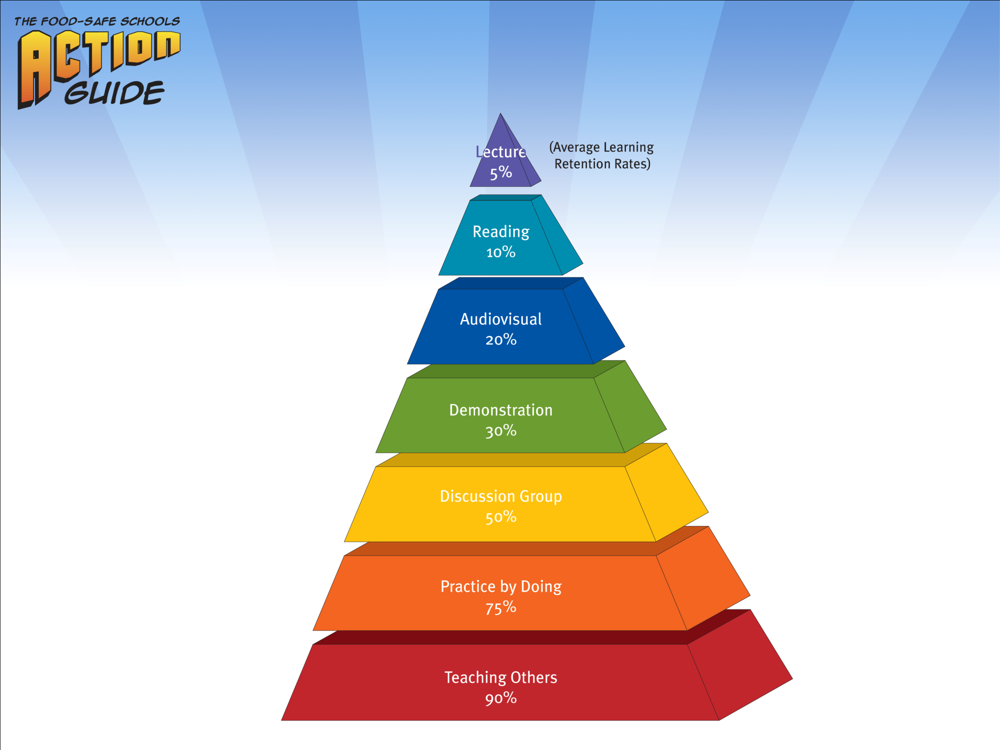 THE FOOD-SAFE SCHOOLS
ACTION
GUIDE
Lecture
5%
(Average Learning
Retention Rates)
Reading
10%
Audiovisual
20%
Demonstration
30%
Discussion Group
50%
Practice by Doing
75%
Teaching Others
90%